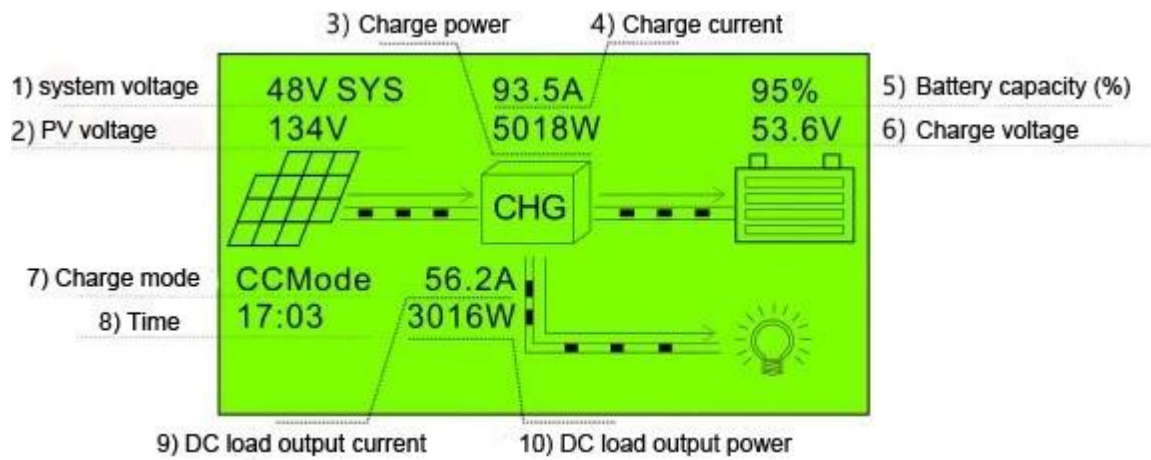 3) Charge power
4) Charge current
1) system voltage
48V SYS
93.5A
95%
5) Battery capacity (%)
2) PV voltage
134V
5018W
53.6V
6) Charge voltage
CHG
7) Charge mode
CCMode
56.2A
8) Time
17:03
3016W
9) DC load output current
10) DC load output power